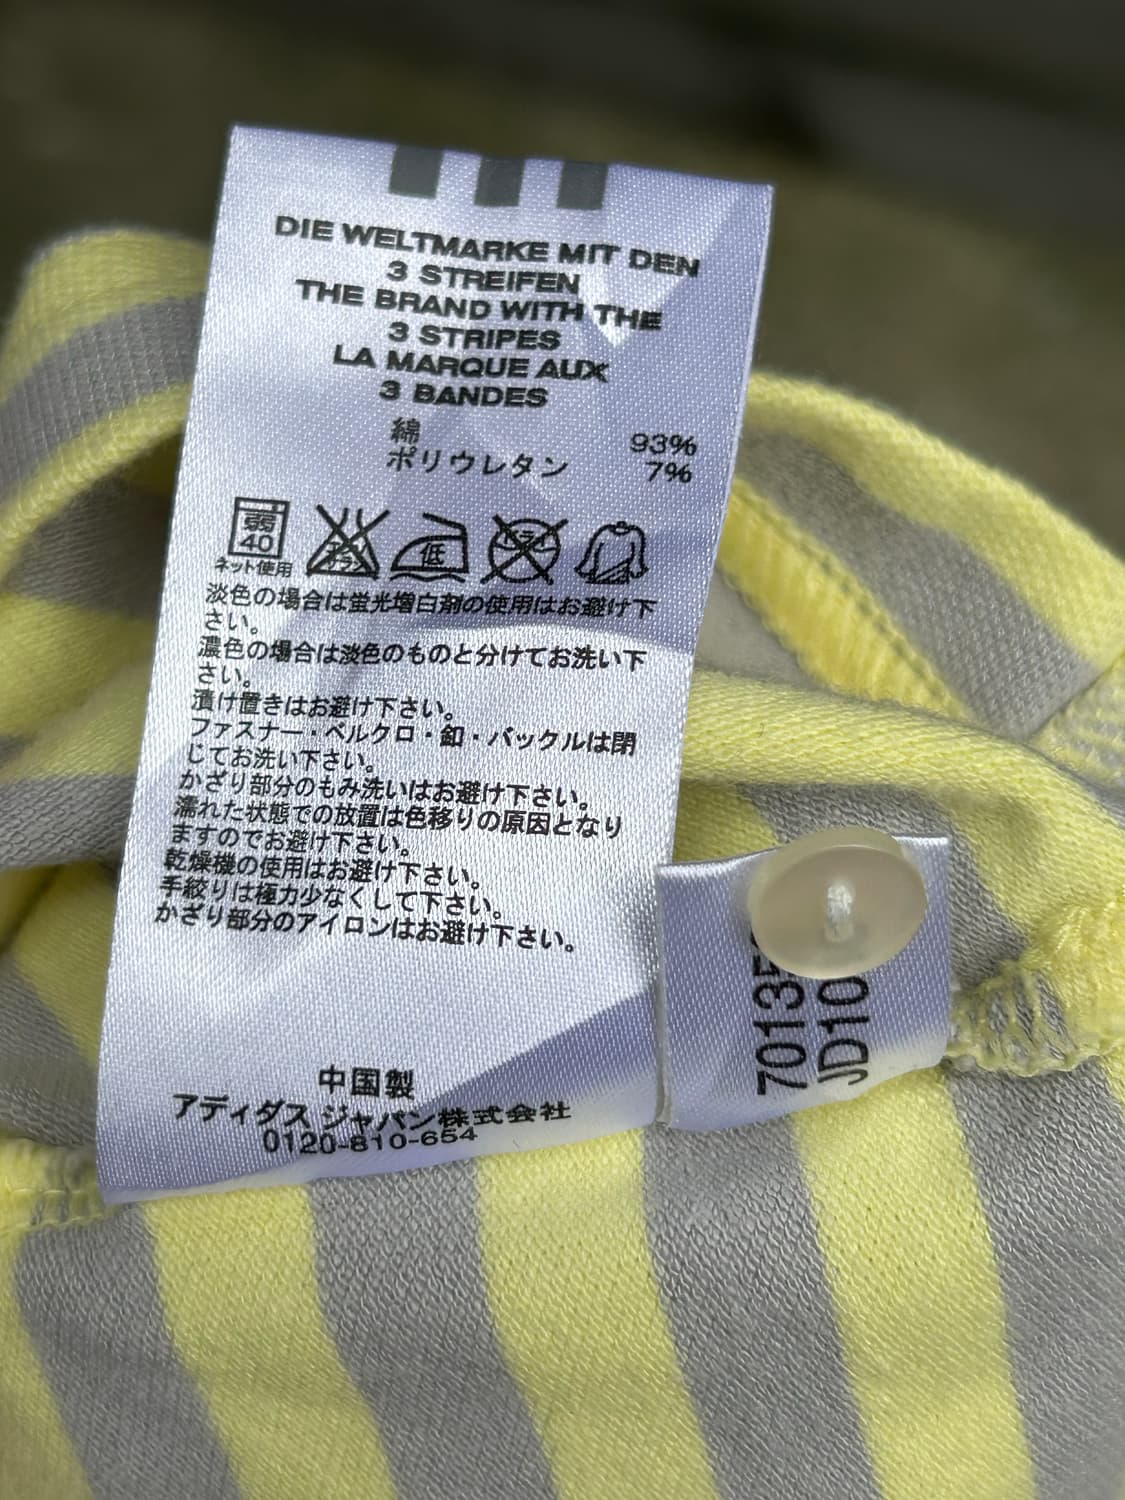 DIE WELTMARKE MIT DEN
3 STREIFEN
THE BRAND WITH THE
3 STRIPES
LA MARQUE AUX
3 BANDES
綿 93%
ポリウレタン 7%
弱
40
ネット使用
低
淡色の場合は蛍光増白剤の使用はお避け下
さい。
濃色の場合は淡色のものと分けてお洗い下
さい。
漬け置きはお避け下さい。
ファスナー・ベルクロ・釦・バックルは閉
じてお洗い下さい。
かざり部分のもみ洗いはお避け下さい。
濡れた状態での放置は色移りの原因となり
ますのでお避け下さい。
乾燥機の使用はお避け下さい。
手絞りは極力少なくして下さい。
かざり部分のアイロンはお避け下さい。
中国製
アディダス ジャパン株式会社
0120-810-654